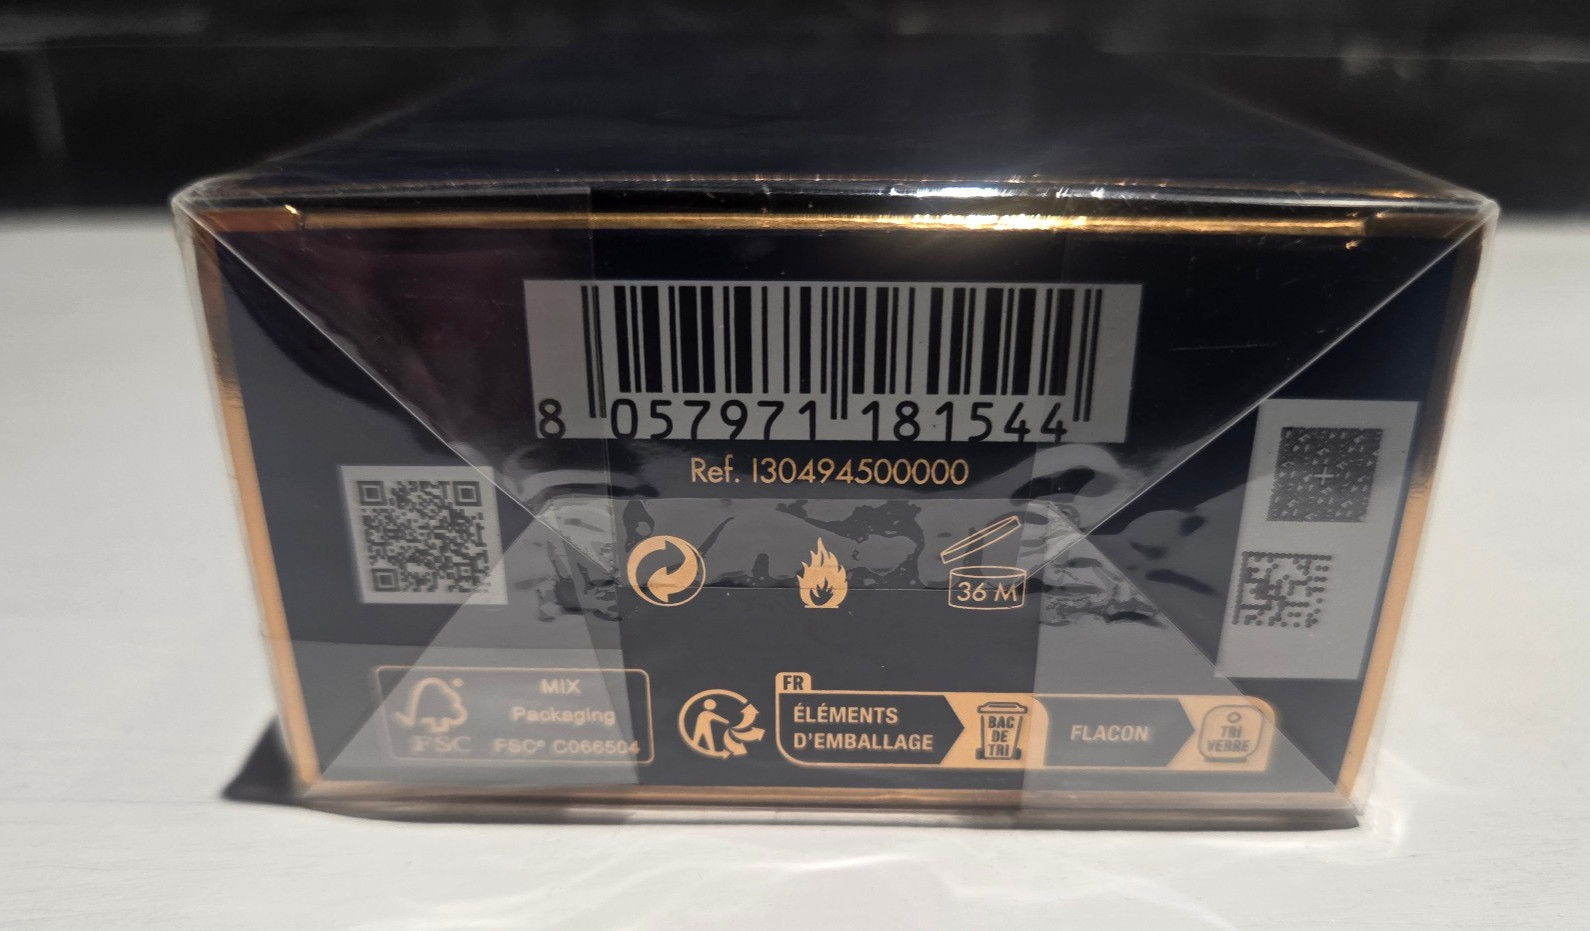 8 057971 181544
Ref. I30494500000
36 M
MIX
Packaging
FSC
FSC® C066504
FR
ÉLÉMENTS
D'EMBALLAGE
BAC
DE
TRI
FLACON
TRI
VERRE